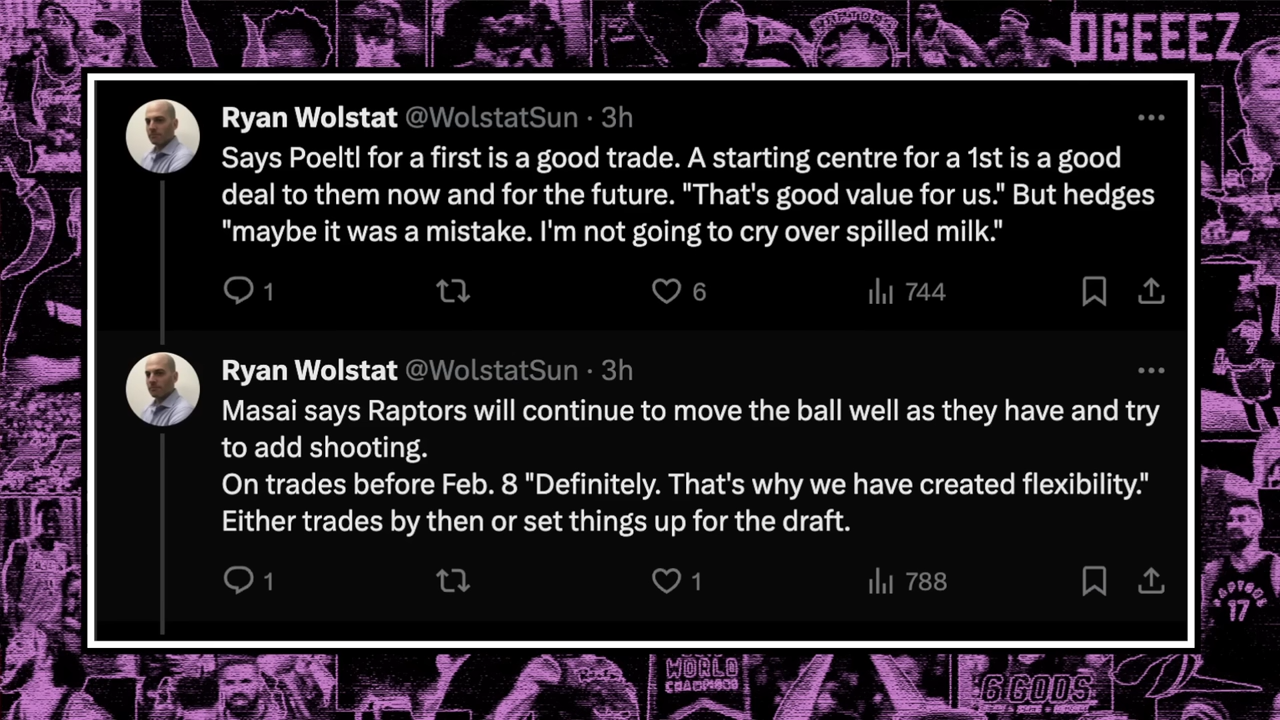 OGEEEZ
Ryan Wolstat @WolstatSun · 3h
Says Poeltl for a first is a good trade. A starting centre for a 1st is a good
deal to them now and for the future. "That's good value for us." But hedges
"maybe it was a mistake. I'm not going to cry over spilled milk."
1 6 744
Ryan Wolstat @WolstatSun · 3h
Masai says Raptors will continue to move the ball well as they have and try
to add shooting.
On trades before Feb. 8 "Definitely. That's why we have created flexibility."
Either trades by then or set things up for the draft.
1 1 788
RAPTORS
17
WORLD
CHAMPIONS
6 GODS